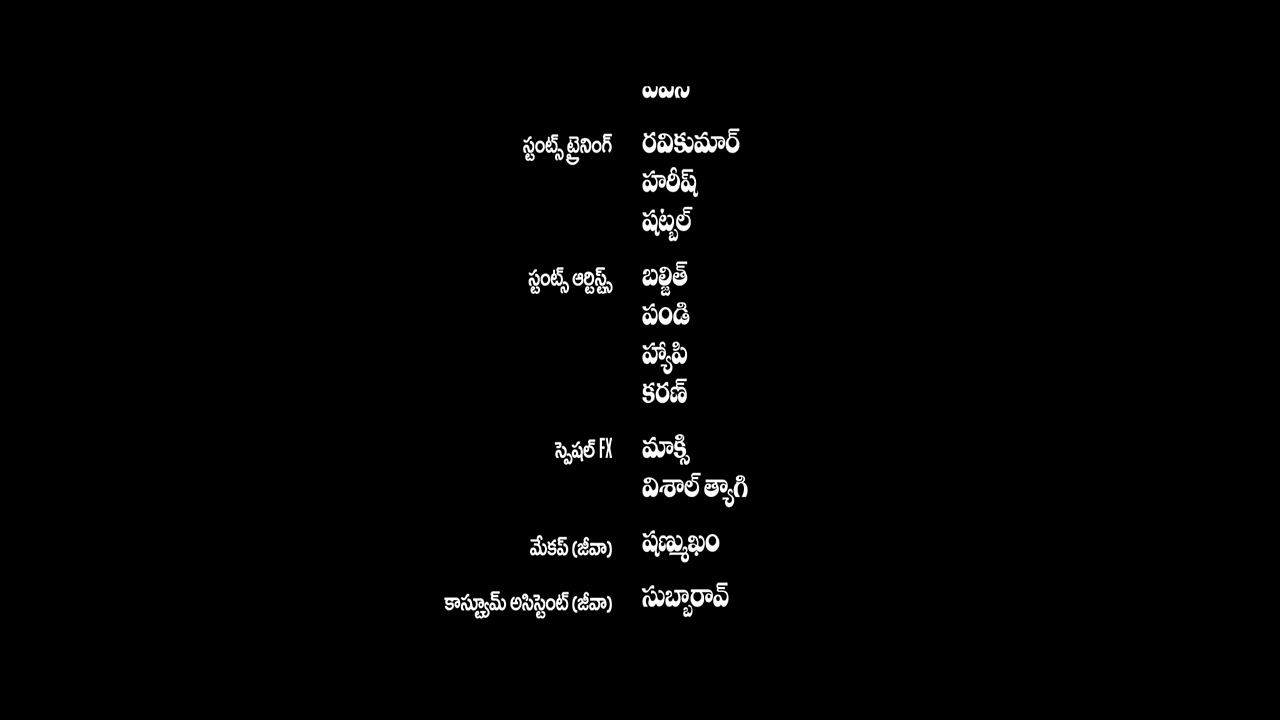 స్టంట్స్ ట్రైనింగ్ రవికుమార్
హరీష్
షట్బల్
స్టంట్స్ ఆర్టిస్ట్స్ బల్జిత్
పండి
హ్యాపి
కరణ్
స్పెషల్ FX మాక్సి
విశాల్ త్యాగి
మేకప్ (జీవా) షణ్ముఖం
కాస్ట్యూమ్ అసిస్టెంట్ (జీవా) సుబ్బారావ్